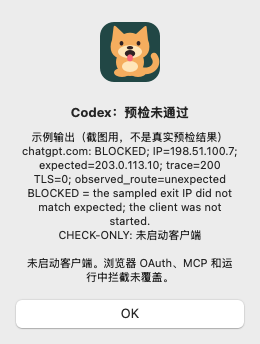 Codex：预检未通过
示例输出（截图用，不是真实预检结果）
chatgpt.com: BLOCKED; IP=198.51.100.7;
expected=203.0.113.10; trace=200
TLS=0; observed_route=unexpected
BLOCKED = the sampled exit IP did not
match expected; the client was not
started.
CHECK-ONLY: 未启动客户端
未启动客户端。浏览器 OAuth、MCP 和运
行中拦截未覆盖。
OK